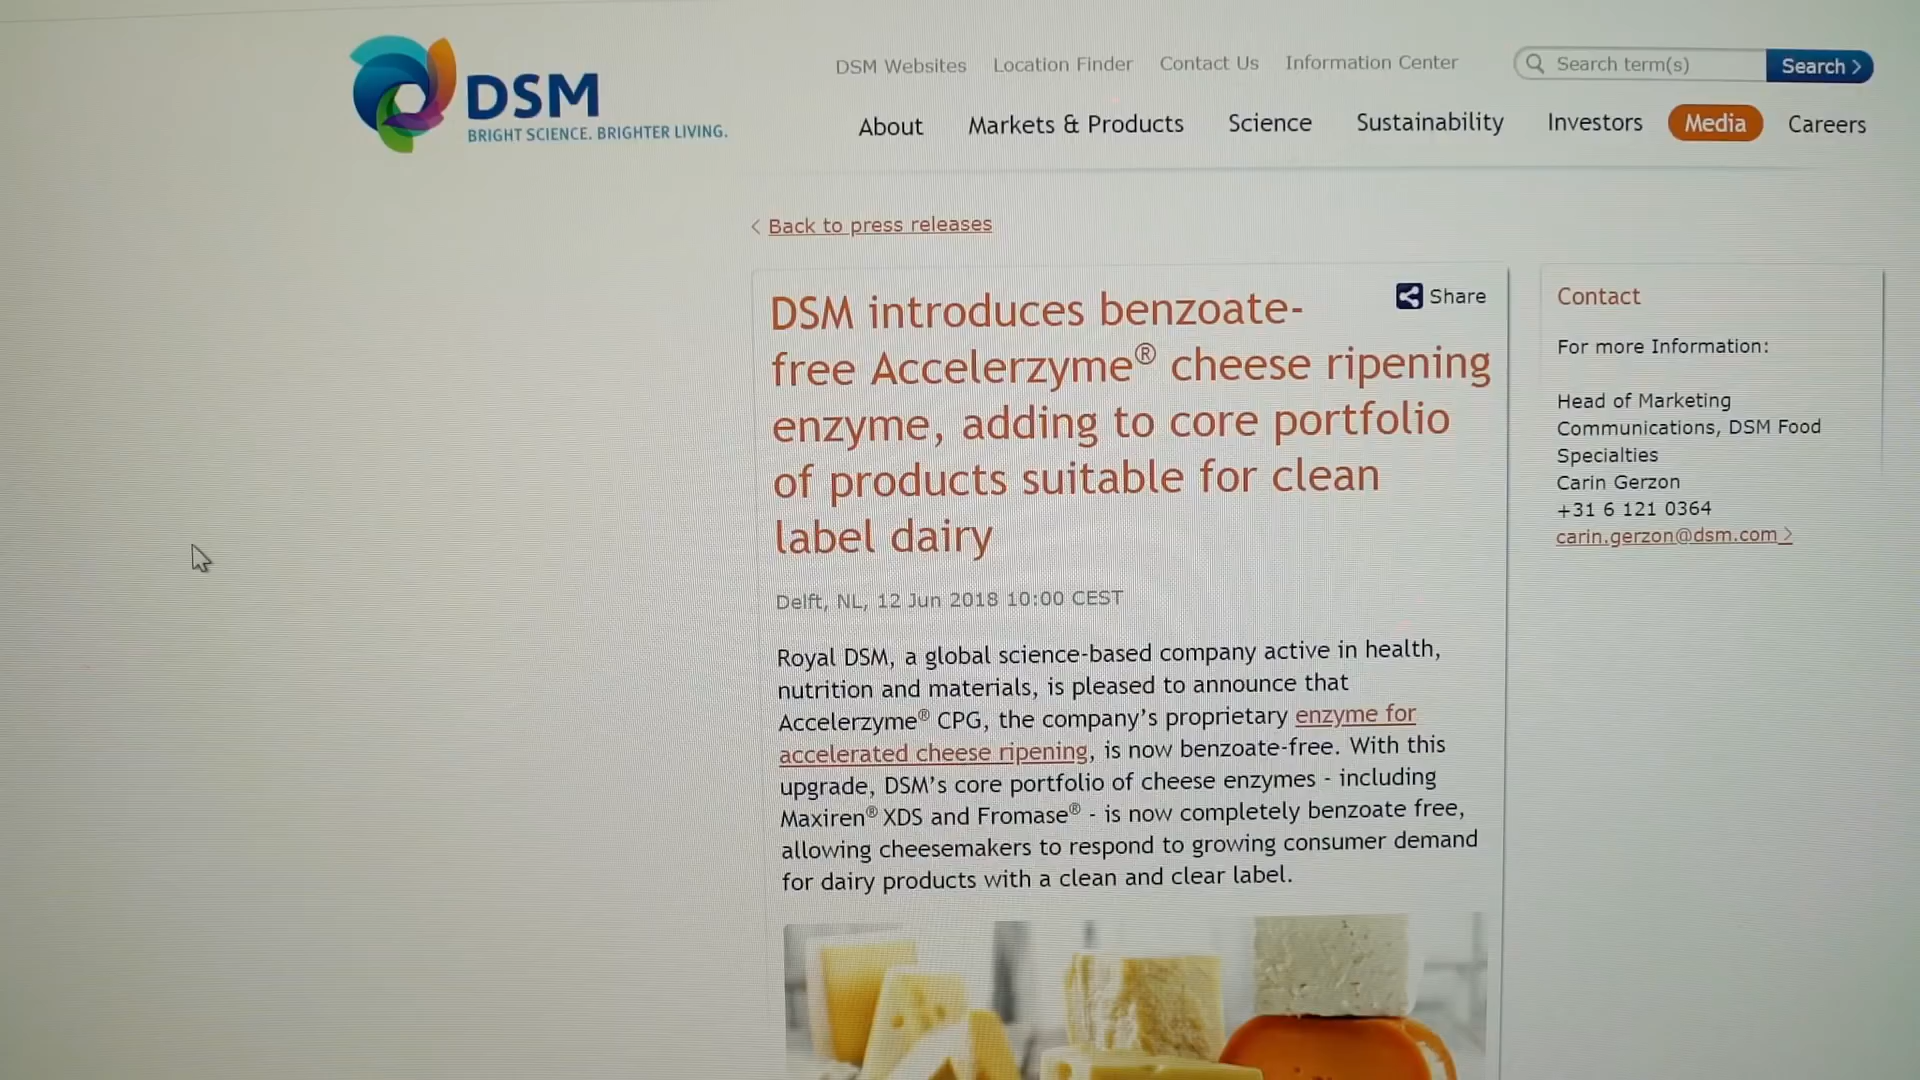 DSM
BRIGHT SCIENCE. BRIGHTER LIVING.
DSM Websites Location Finder Contact Us Information Center
Search term(s) Search >
About Markets & Products Science Sustainability Investors Media Careers
< Back to press releases
DSM introduces benzoate-
free Accelerzyme® cheese ripening
enzyme, adding to core portfolio
of products suitable for clean
label dairy
Share
Delft, NL, 12 Jun 2018 10:00 CEST
Royal DSM, a global science-based company active in health,
nutrition and materials, is pleased to announce that
Accelerzyme® CPG, the company's proprietary enzyme for
accelerated cheese ripening, is now benzoate-free. With this
upgrade, DSM's core portfolio of cheese enzymes - including
Maxiren® XDS and Fromase® - is now completely benzoate free,
allowing cheesemakers to respond to growing consumer demand
for dairy products with a clean and clear label.
Contact
For more Information:
Head of Marketing
Communications, DSM Food
Specialties
Carin Gerzon
+31 6 121 0364
carin.gerzon@dsm.com >